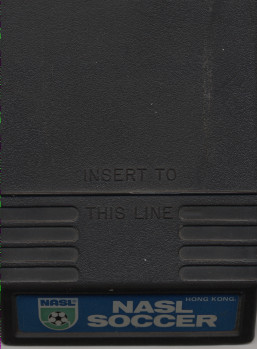 INSERT TO
THIS LINE
HONG KONG.
NASL
NASL
SOCCER